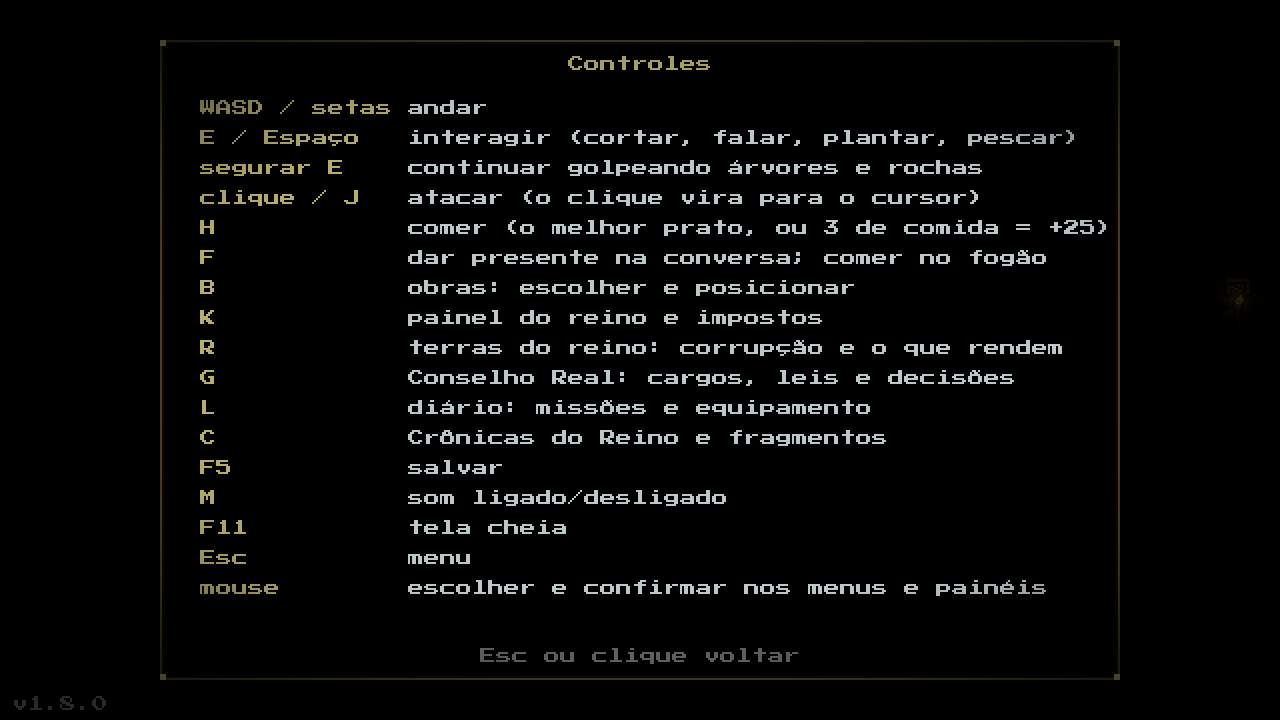 Controles
WASD / setas andar
E / Espaço interagir (cortar, falar, plantar, pescar)
segurar E continuar golpeando árvores e rochas
clique / J atacar (o clique vira para o cursor)
H comer (o melhor prato, ou 3 de comida = +25)
F dar presente na conversa; comer no fogão
B obras: escolher e posicionar
K painel do reino e impostos
R terras do reino: corrupção e o que rendem
G Conselho Real: cargos, leis e decisões
L diário: missões e equipamento
C Crônicas do Reino e fragmentos
F5 salvar
M som ligado/desligado
F11 tela cheia
Esc menu
mouse escolher e confirmar nos menus e painéis
Esc ou clique voltar
v1.8.0